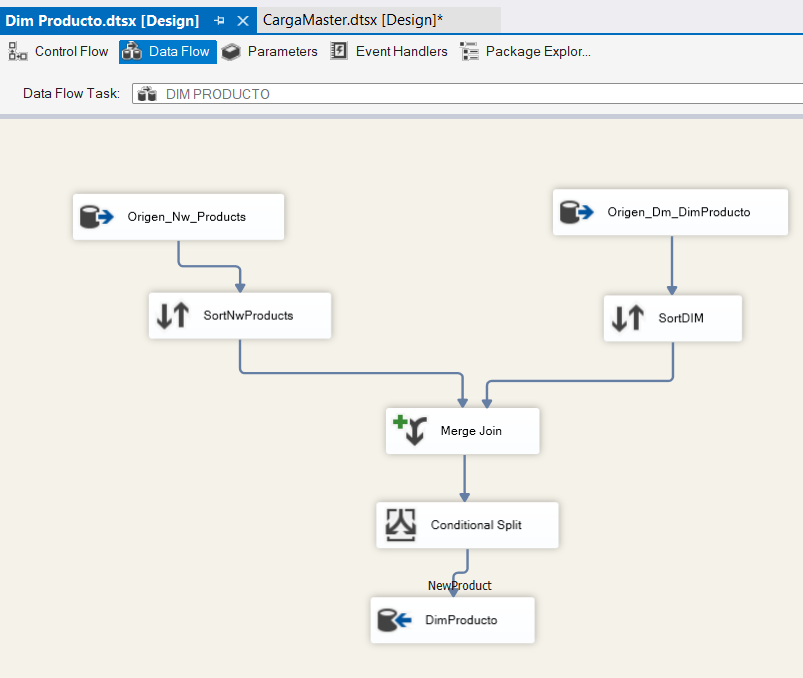 Dim Producto.dtsx [Design] CargaMaster.dtsx [Design]*
Control Flow Data Flow Parameters Event Handlers Package Explor...
Data Flow Task: DIM PRODUCTO
Origen_Nw_Products Origen_Dm_DimProducto
SortNwProducts SortDIM
Merge Join
Conditional Split
NewProduct
DimProducto